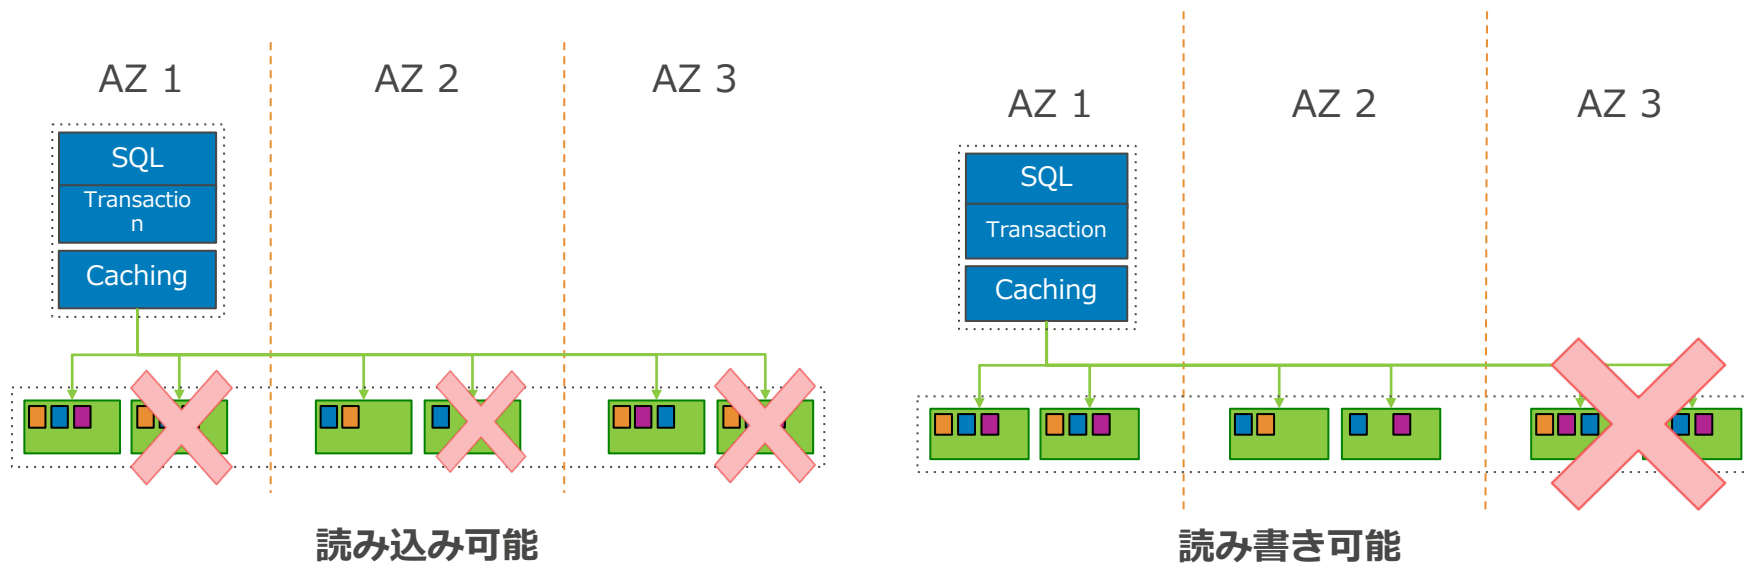 AZ 1
AZ 2
AZ 3
SQL
Transactio
n
Caching
読み込み可能
AZ 1
AZ 2
AZ 3
SQL
Transaction
Caching
読み書き可能